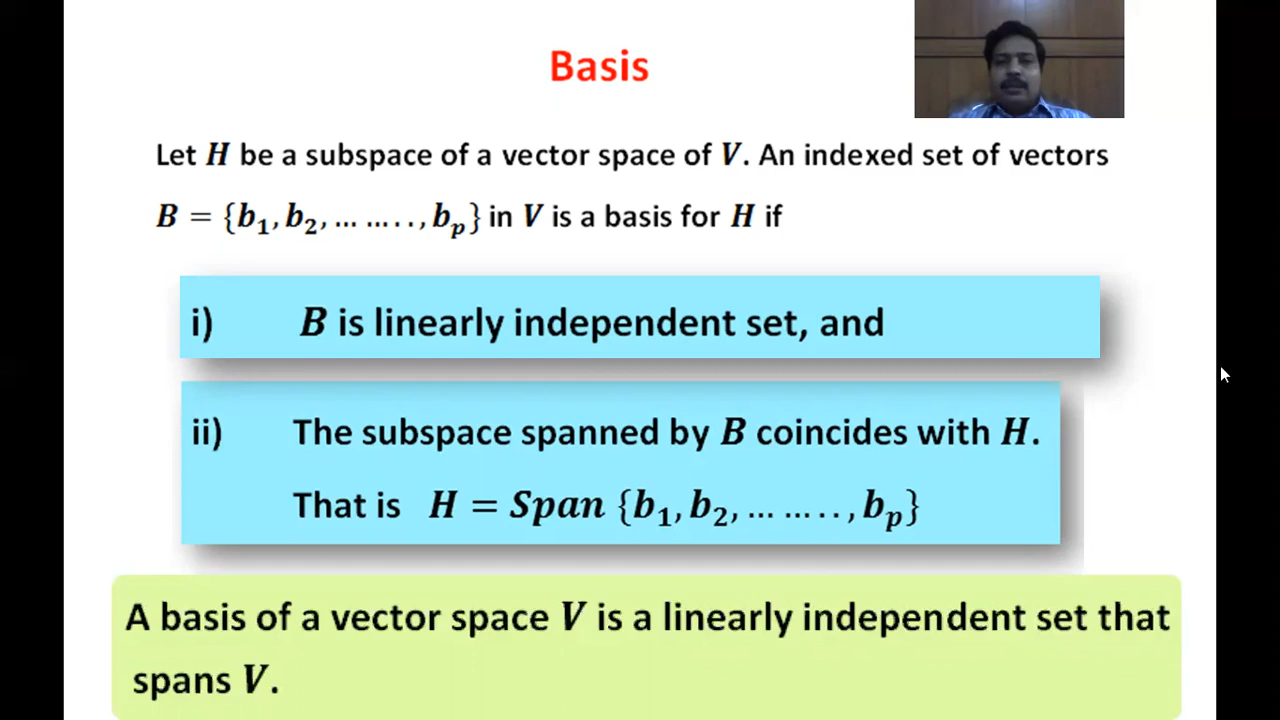 Basis
Let H be a subspace of a vector space of V. An indexed set of vectors
B = {b₁, b₂, … … . . , bₚ} in V is a basis for H if
i) B is linearly independent set, and
ii) The subspace spanned by B coincides with H.
That is H = Span {b₁, b₂, … … . . , bₚ}
A basis of a vector space V is a linearly independent set that
spans V.